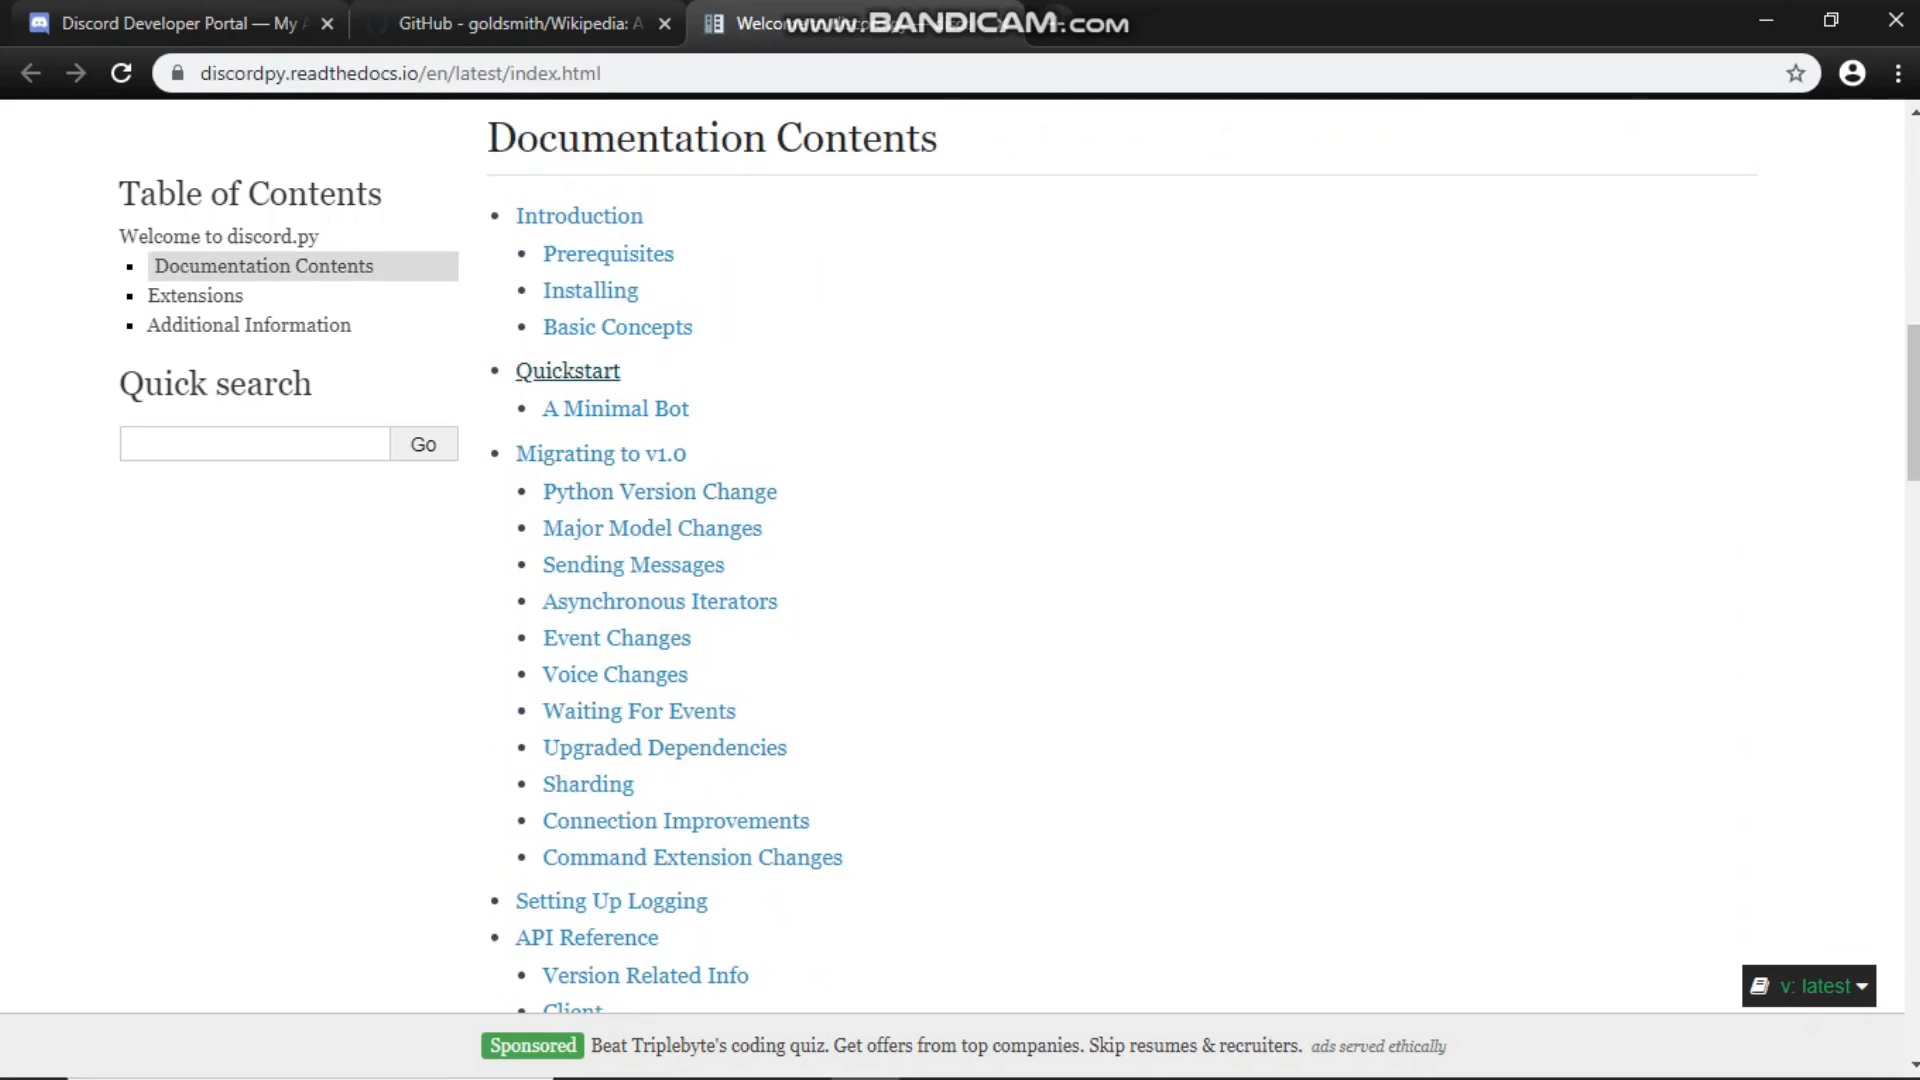 Discord Developer Portal — My A
GitHub - goldsmith/Wikipedia: A
Welcome to discord.py
www.BANDICAM.com
discordpy.readthedocs.io/en/latest/index.html
Table of Contents
Welcome to discord.py
Documentation Contents
Extensions
Additional Information
Quick search
Go
Documentation Contents
Introduction
Prerequisites
Installing
Basic Concepts
Quickstart
A Minimal Bot
Migrating to v1.0
Python Version Change
Major Model Changes
Sending Messages
Asynchronous Iterators
Event Changes
Voice Changes
Waiting For Events
Upgraded Dependencies
Sharding
Connection Improvements
Command Extension Changes
Setting Up Logging
API Reference
Version Related Info
Client
v: latest
Sponsored Beat Triplebyte's coding quiz. Get offers from top companies. Skip resumes & recruiters. ads served ethically